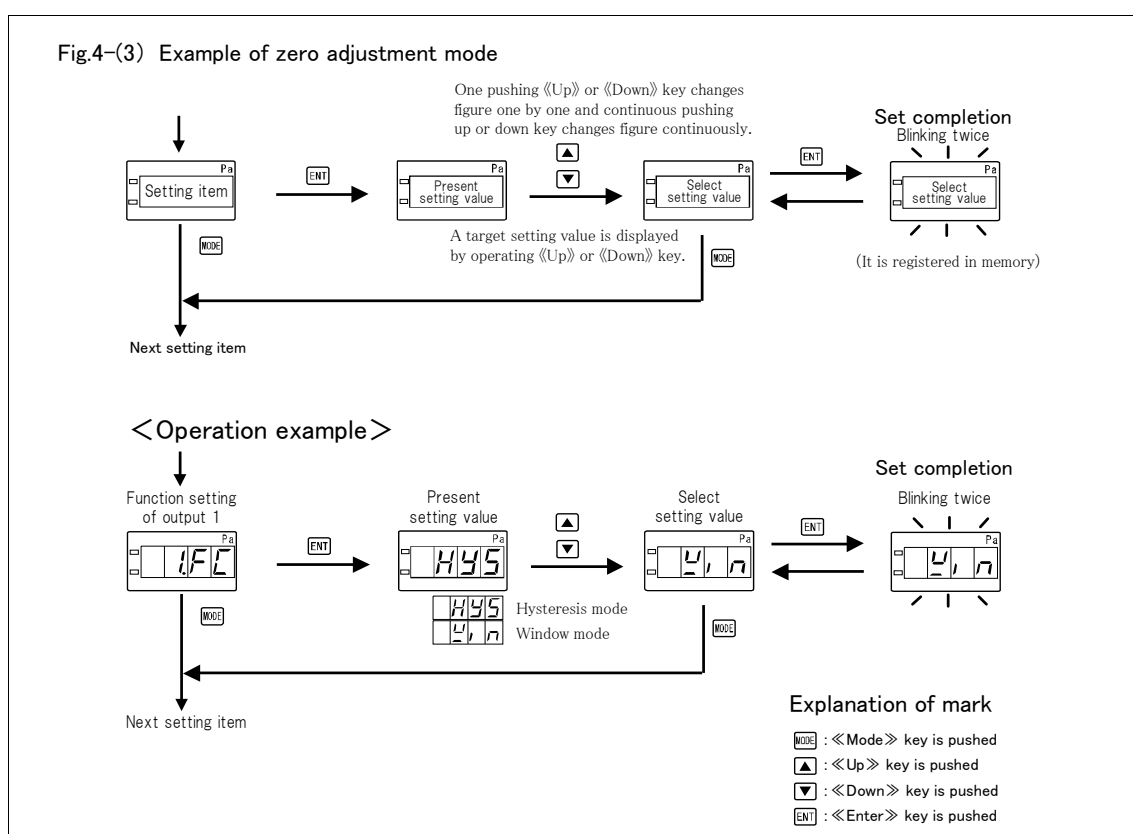 Fig.4-(3) Example of zero adjustment mode
One pushing 《Up》 or 《Down》 key changes
figure one by one and continuous pushing
up or down key changes figure continuously.
Set completion
Blinking twice
Pa
Setting item
ENT
Pa
Present
setting value
▲
▼
Pa
Select
setting value
ENT
Pa
Select
setting value
MODE
A target setting value is displayed
by operating 《Up》 or 《Down》 key.
MODE
(It is registered in memory)
Next setting item
<Operation example>
Set completion
Function setting
of output 1
Present
setting value
Select
setting value
Blinking twice
Pa
1.FC
ENT
Pa
HYS
▲
▼
Pa
Win
ENT
Pa
Win
MODE
HYS Hysteresis mode
Win Window mode
MODE
Next setting item
Explanation of mark
MODE : ≪Mode≫ key is pushed
▲ : ≪Up≫ key is pushed
▼ : ≪Down≫ key is pushed
ENT : ≪Enter≫ key is pushed